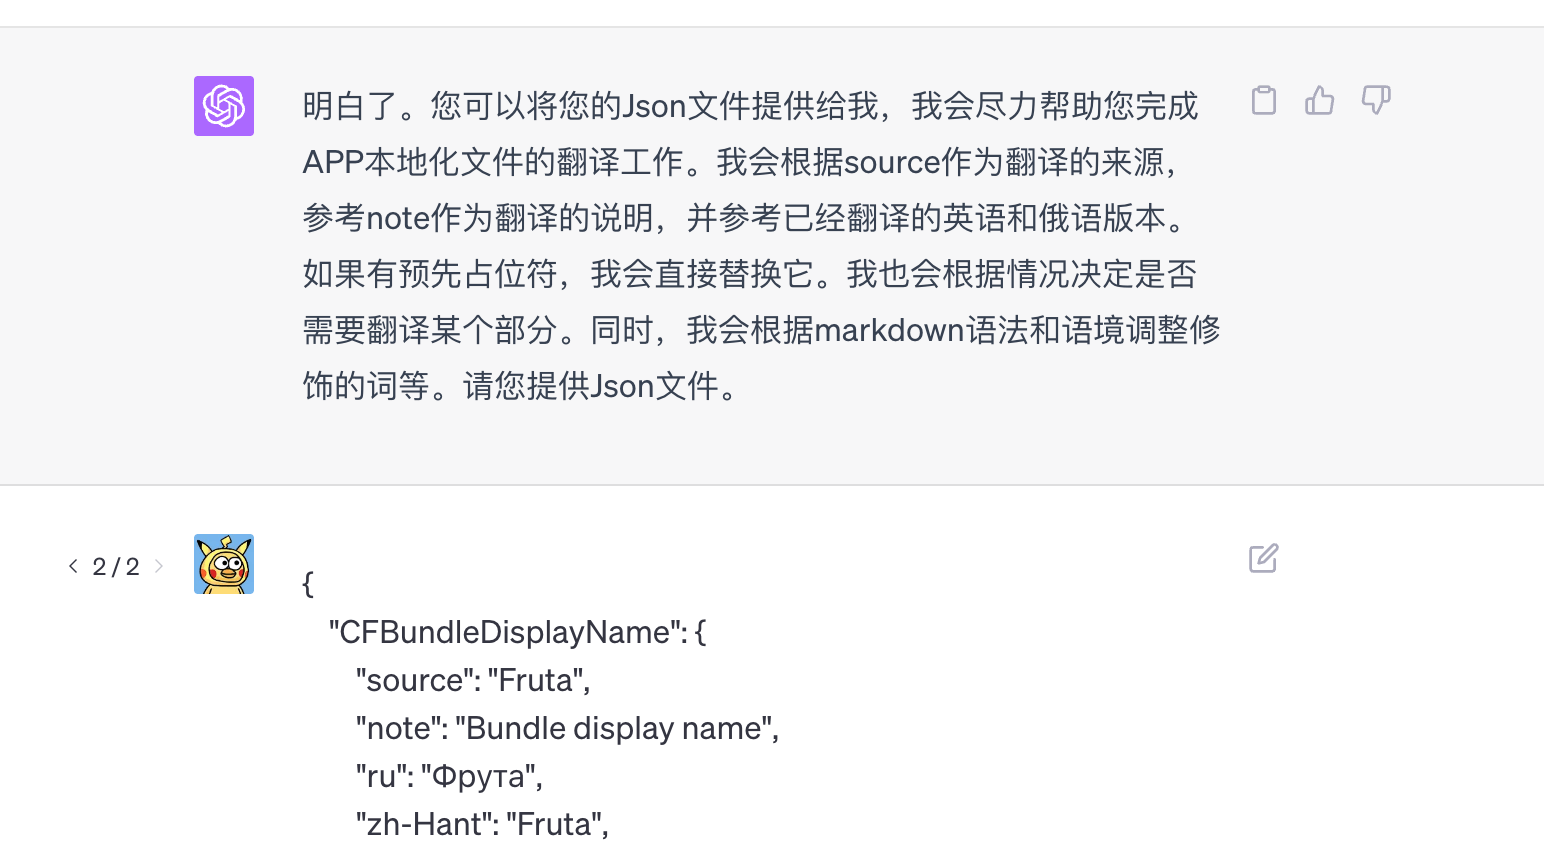 明白了。您可以将您的Json文件提供给我，我会尽力帮助您完成
APP本地化文件的翻译工作。我会根据source作为翻译的来源，
参考note作为翻译的说明，并参考已经翻译的英语和俄语版本。
如果有预先占位符，我会直接替换它。我也会根据情况决定是否
需要翻译某个部分。同时，我会根据markdown语法和语境调整修
饰的词等。请您提供Json文件。
2 / 2
{
"CFBundleDisplayName": {
"source": "Fruta",
"note": "Bundle display name",
"ru": "Фрута",
"zh-Hant": "Fruta",